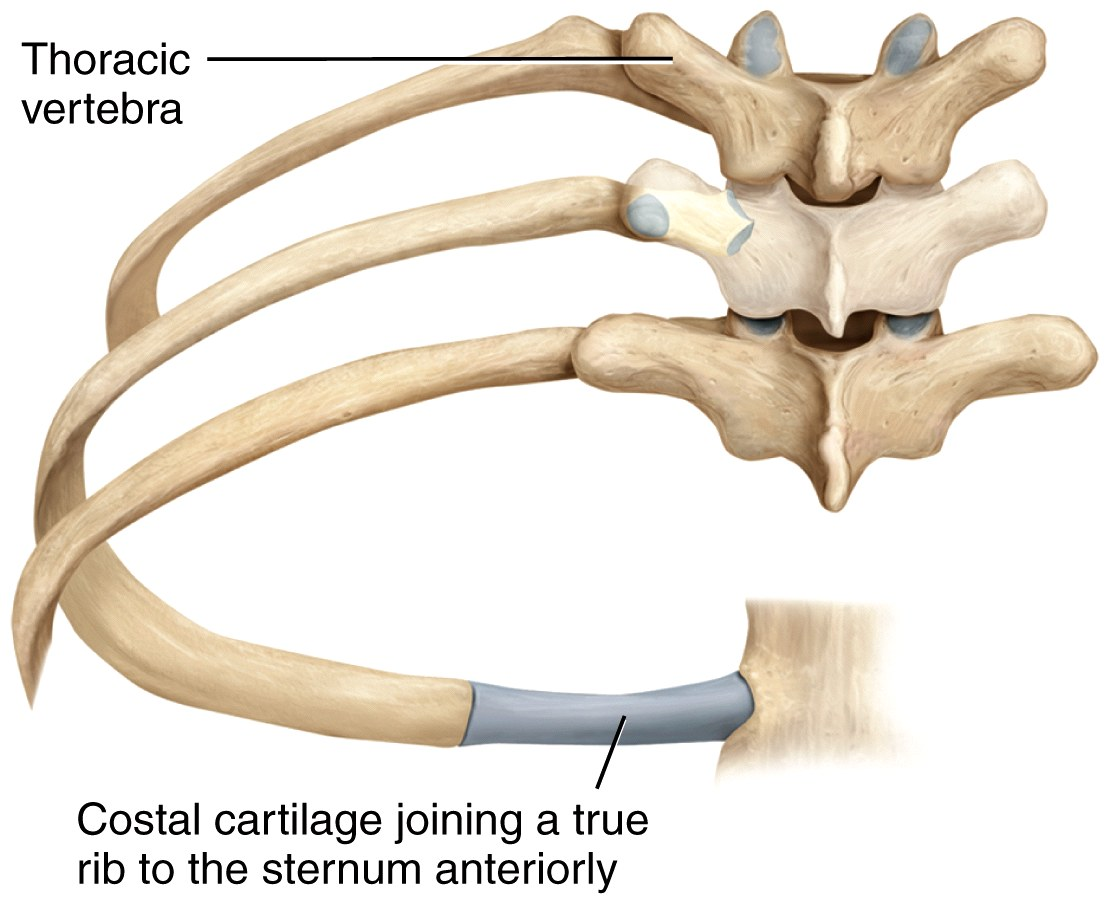 Thoracic
vertebra
Costal cartilage joining a true
rib to the sternum anteriorly